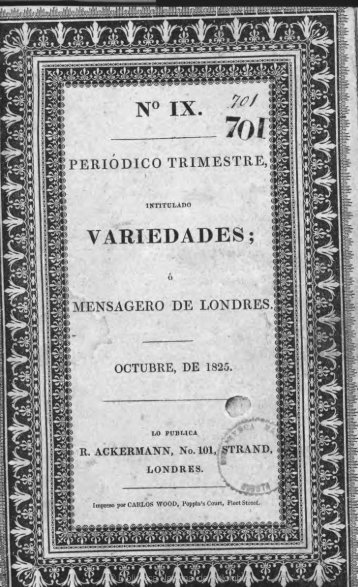 Nº IX.
701
701
PERIÓDICO TRIMESTRE,
INTITULADO
VARIEDADES;
ó
MENSAGERO DE LONDRES.
OCTUBRE, DE 1825.
LO PUBLICA
R. ACKERMANN, No. 101, STRAND,
LONDRES.
Impreso por CARLOS WOOD, Poppin's Court, Fleet Street.